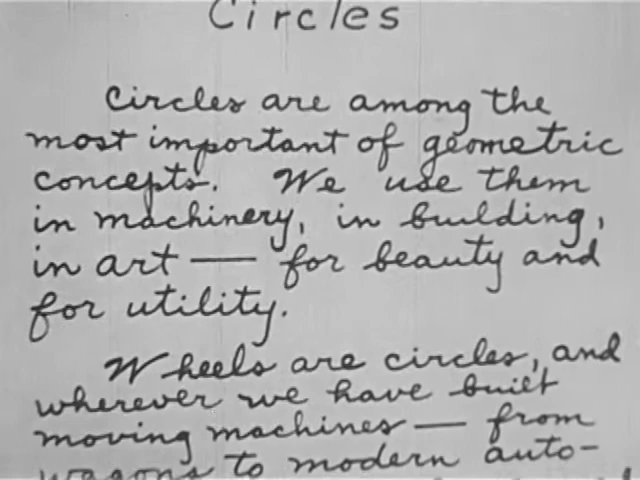 Circles
Circles are among the
most important of geometric
concepts. We use them
in machinery, in building,
in art — for beauty and
for utility.
Wheels are circles, and
wherever we have built
moving machines — from
wagons to modern auto-